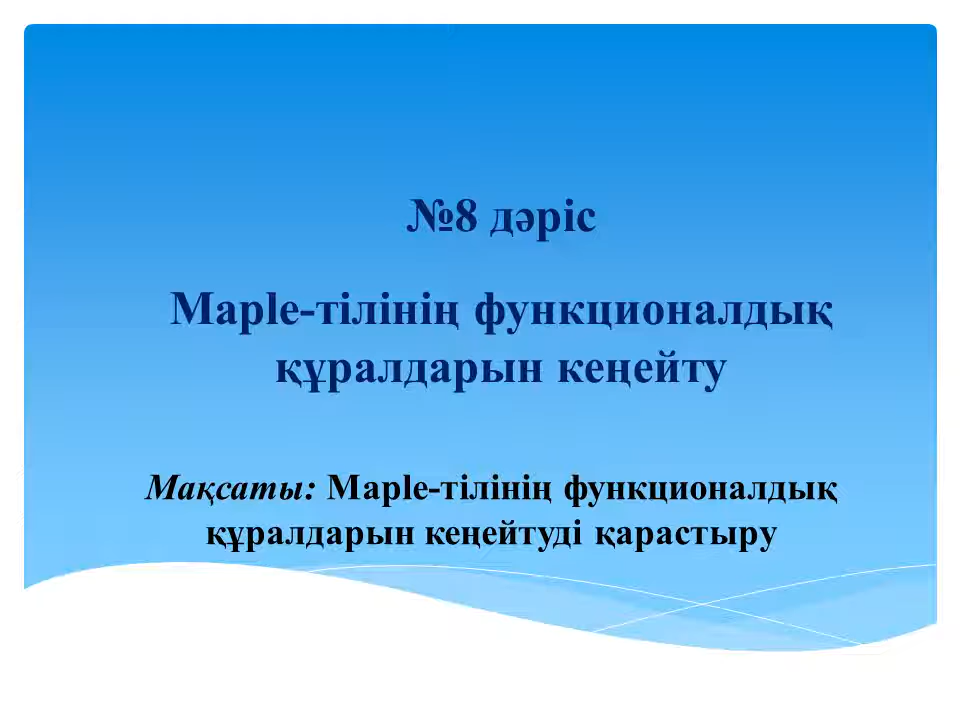 №8 дәріс
Maple-тілінің функционалдық
құралдарын кеңейту
Мақсаты: Maple-тілінің функционалдық
құралдарын кеңейтуді қарастыру